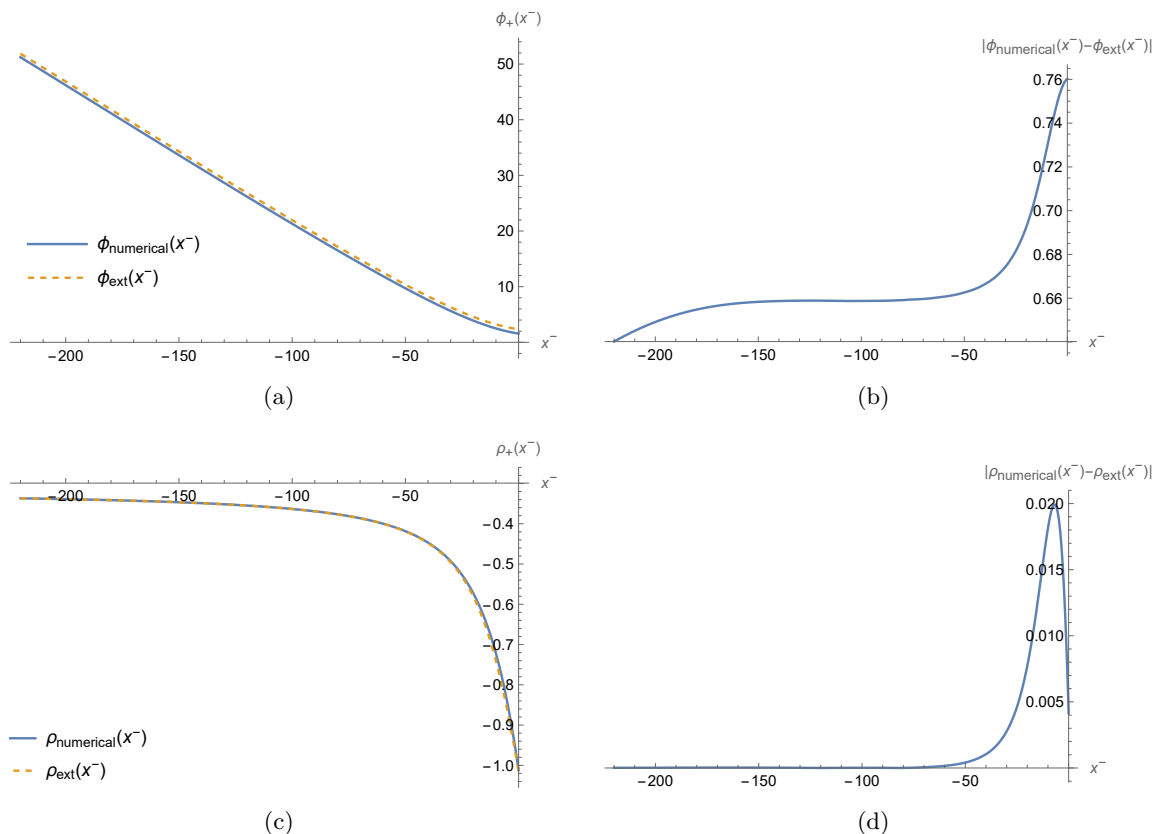 ϕ₊(x⁻)
50
40
30
20
10
−200 −150 −100 −50 x⁻
ϕnumerical(x⁻)
ϕext(x⁻)
(a)
|ϕnumerical(x⁻)−ϕext(x⁻)|
0.76
0.74
0.72
0.70
0.68
0.66
−200 −150 −100 −50 x⁻
(b)
ρ₊(x⁻)
−200 −150 −100 −50 x⁻
−0.4
−0.5
−0.6
−0.7
−0.8
−0.9
−1.0
ρnumerical(x⁻)
ρext(x⁻)
(c)
|ρnumerical(x⁻)−ρext(x⁻)|
0.020
0.015
0.010
0.005
−200 −150 −100 −50 x⁻
(d)